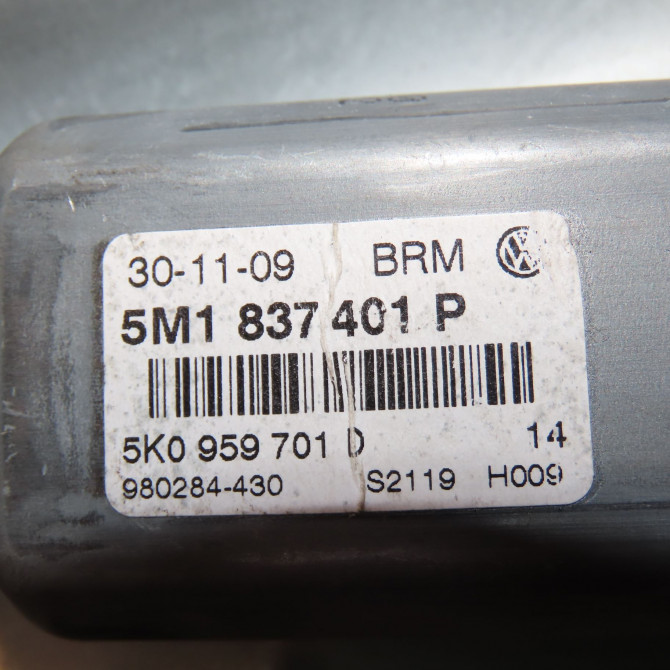 30-11-09 BRM
5M1 837 401 P
5K0 959 701 D 14
980284-430 S2119 H009